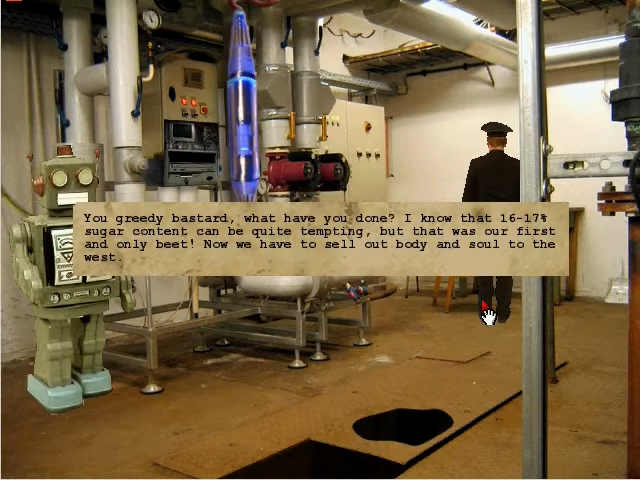 You greedy bastard, what have you done? I know that 16-17%
sugar content can be quite tempting, but that was our first
and only beet! Now we have to sell out body and soul to the
west.